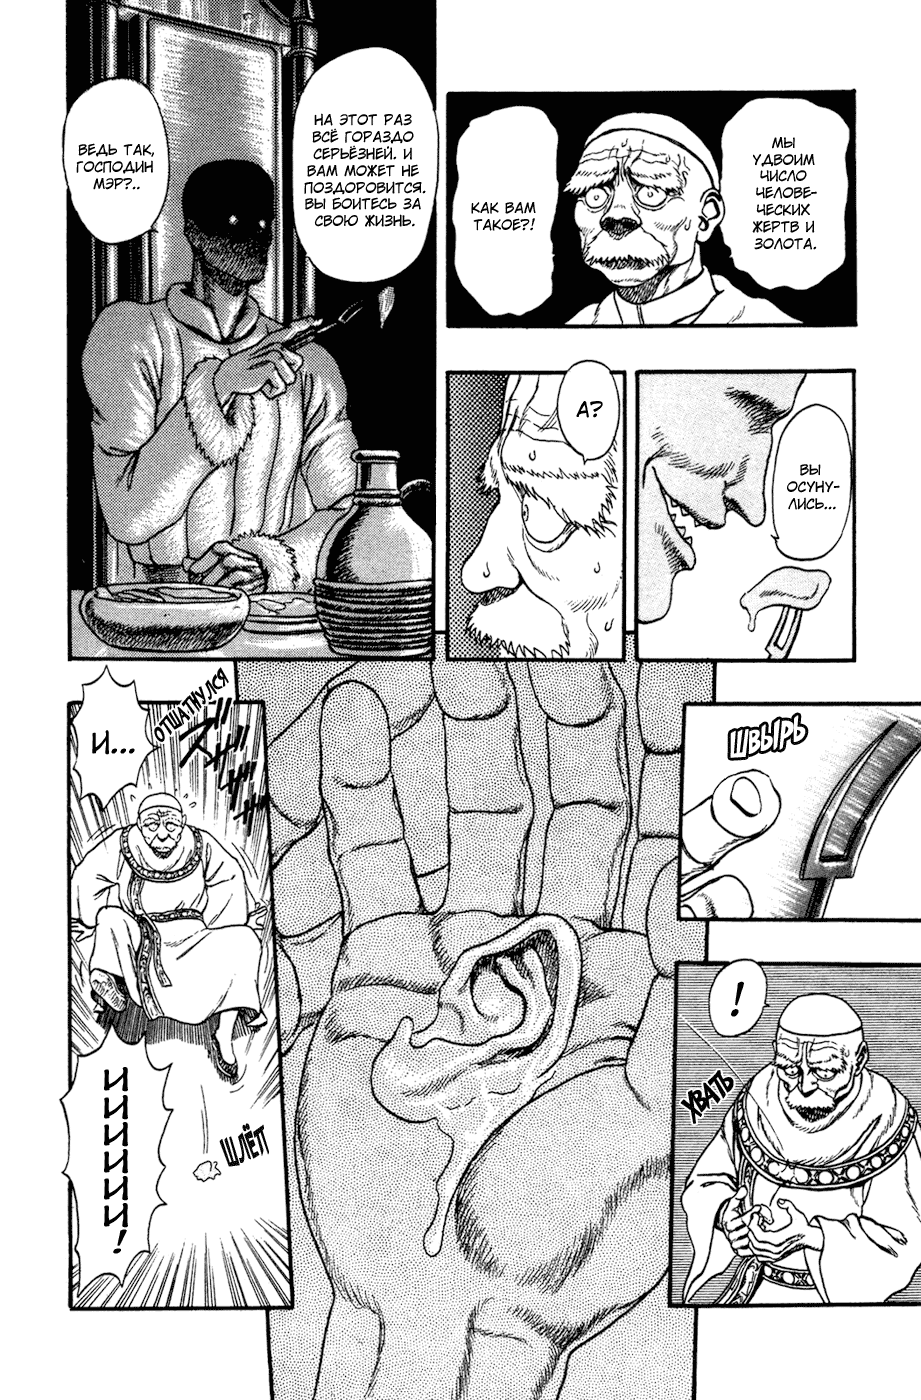 МЫ
УДВОИМ
ЧИСЛО
ЧЕЛОВЕ-
ЧЕСКИХ
ЖЕРТВ И
ЗОЛОТА.
КАК ВАМ
ТАКОЕ?!
НА ЭТОТ РАЗ
ВСЁ ГОРАЗДО
СЕРЬЁЗНЕЙ. И
ВАМ МОЖЕТ НЕ
ПОЗДОРОВИТСЯ.
ВЫ БОИТЕСЬ ЗА
СВОЮ ЖИЗНЬ.
ВЕДЬ ТАК,
ГОСПОДИН
МЭР?..
ВЫ
ОСУНУ-
ЛИСЬ...
А?
ШВЫРЬ
!
ХВАТЬ
ОТШАТНУЛСЯ
И...
ШЛЁП
ИИИИИИИ!